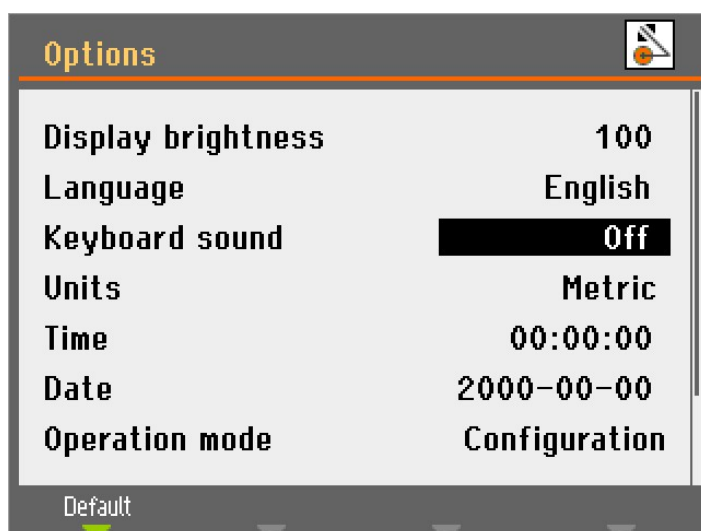 Options
Display brightness 100
Language English
Keyboard sound Off
Units Metric
Time 00:00:00
Date 2000-00-00
Operation mode Configuration
Default